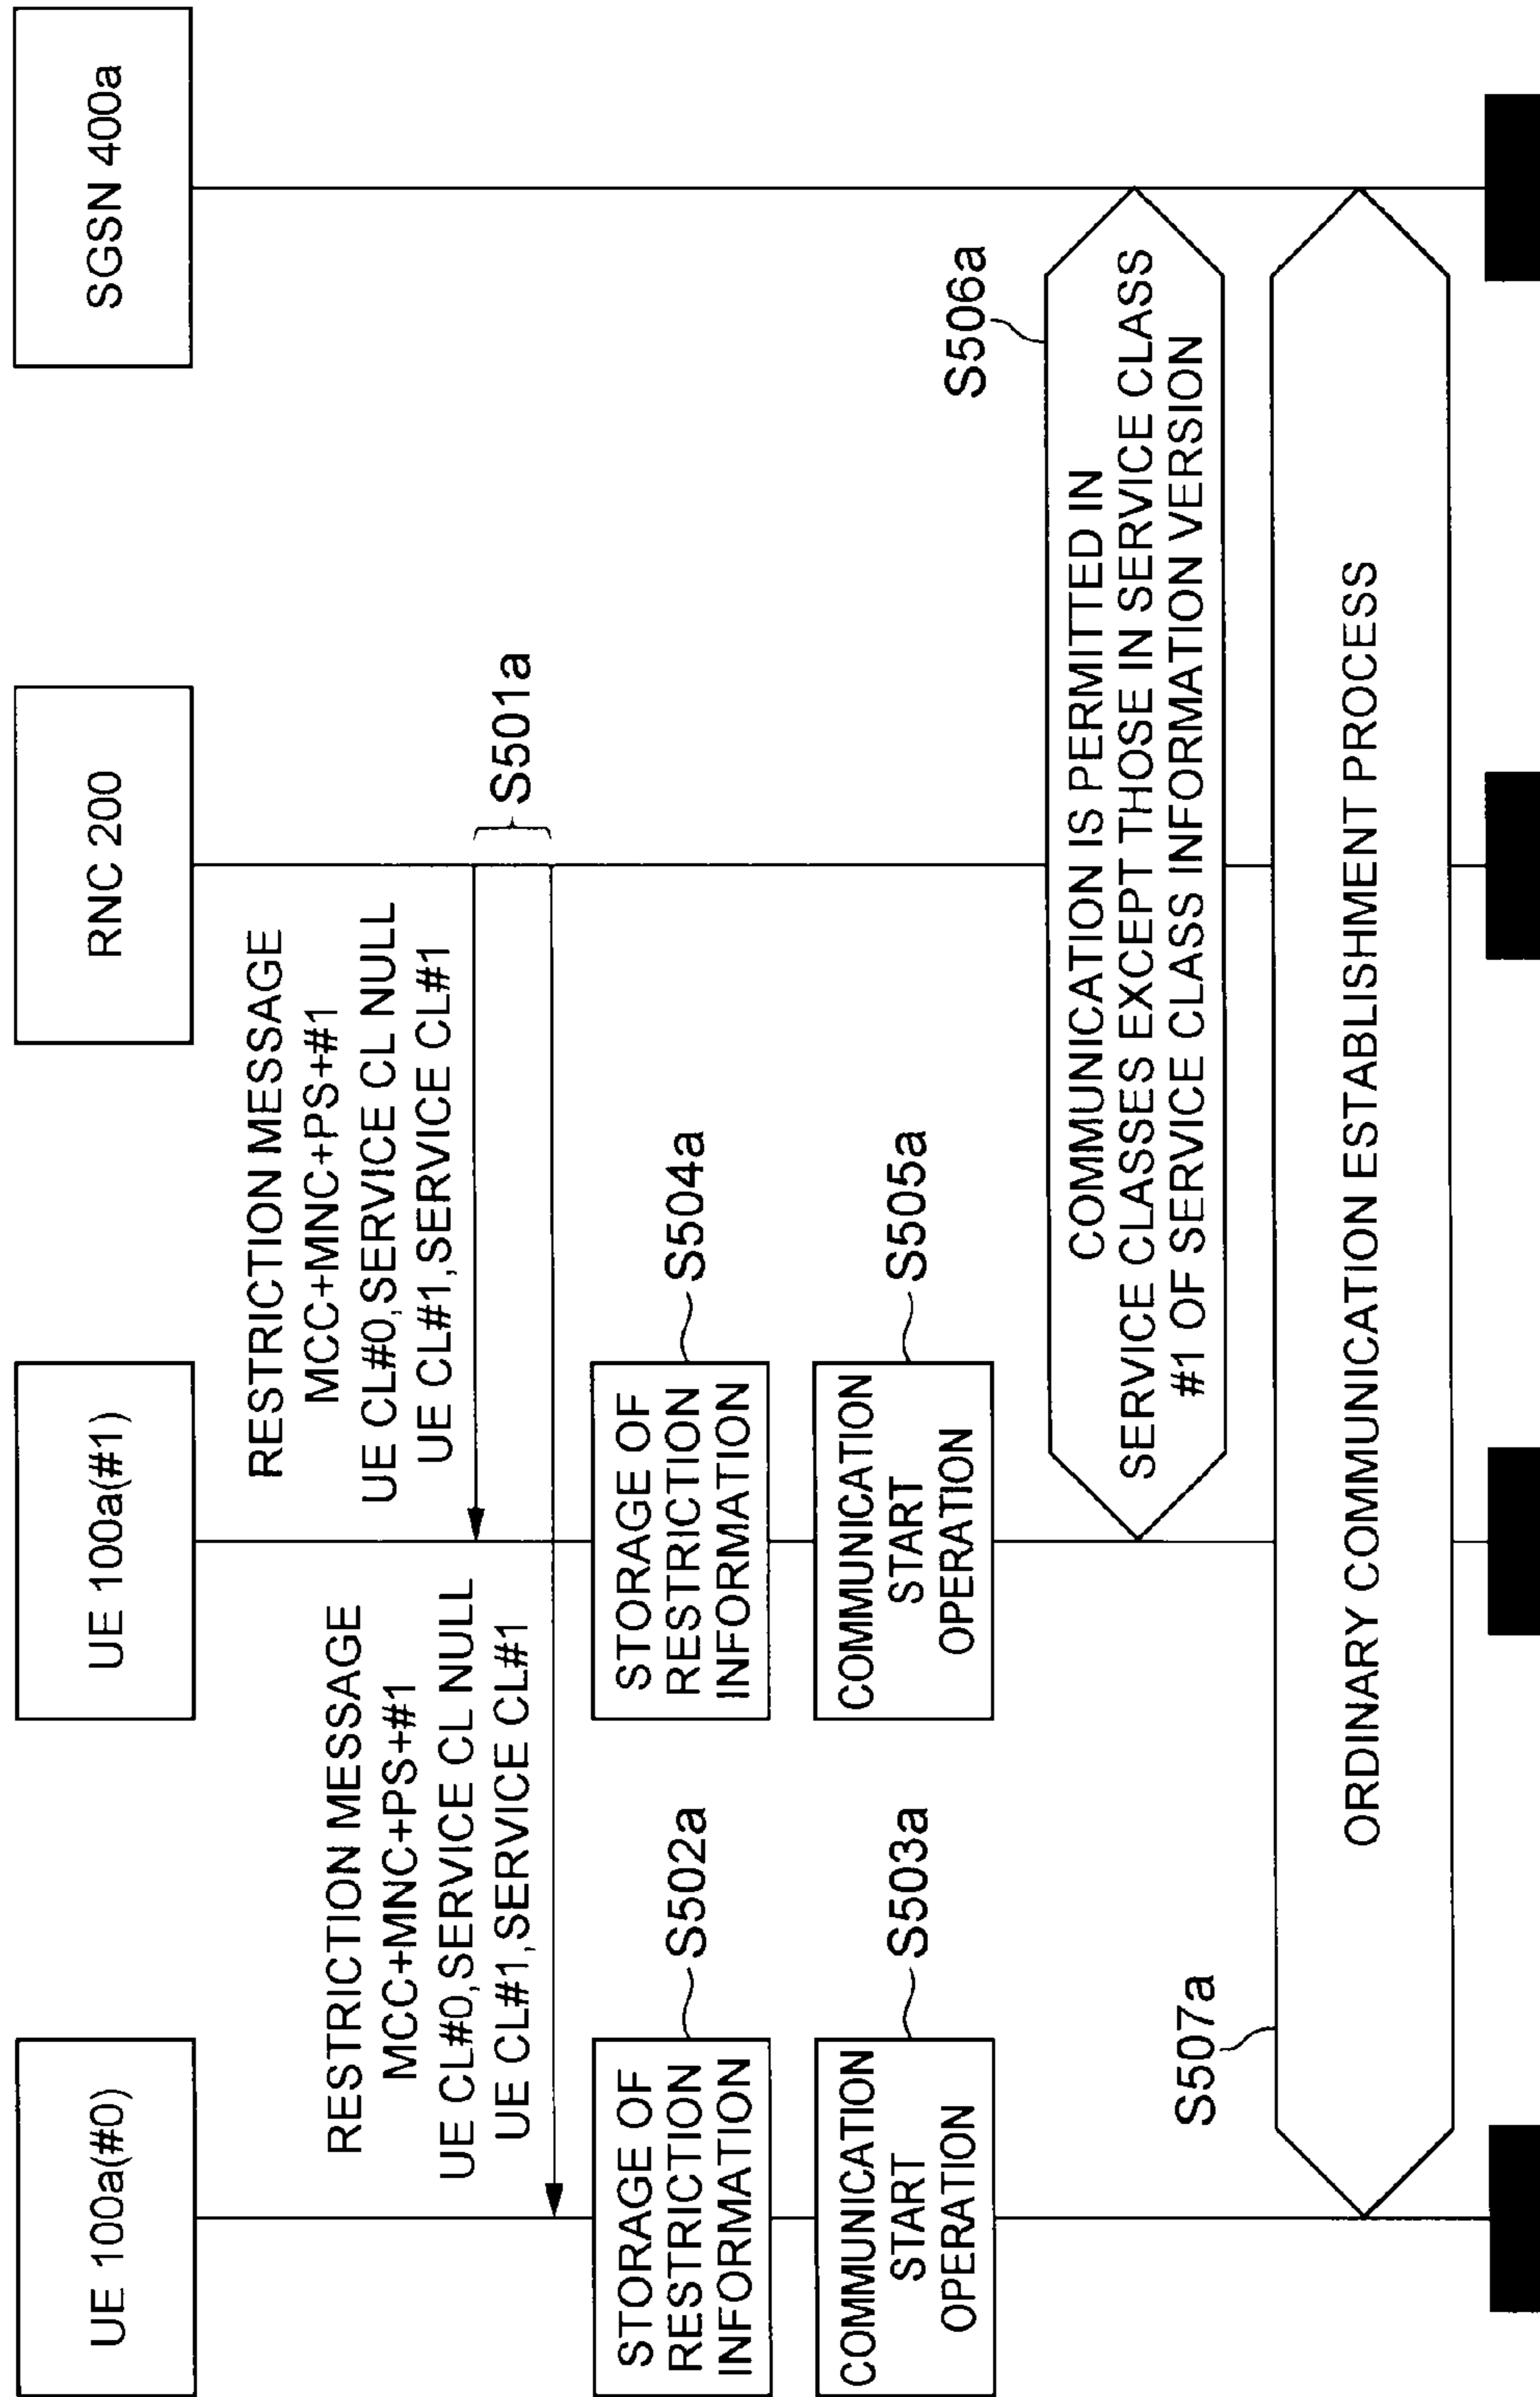 UE 100a(#0)
UE 100a(#1)
RNC 200
SGSN 400a
RESTRICTION MESSAGE
MCC+MNC+PS+#1
UE CL#0,SERVICE CL NULL
UE CL#1,SERVICE CL#1
S501a
RESTRICTION MESSAGE
MCC+MNC+PS+#1
UE CL#0,SERVICE CL NULL
UE CL#1,SERVICE CL#1
STORAGE OF
RESTRICTION
INFORMATION
S502a
STORAGE OF
RESTRICTION
INFORMATION
S504a
COMMUNICATION
START
OPERATION
S503a
COMMUNICATION
START
OPERATION
S505a
S506a
COMMUNICATION IS PERMITTED IN
SERVICE CLASSES EXCEPT THOSE IN SERVICE CLASS
#1 OF SERVICE CLASS INFORMATION VERSION
S507a
ORDINARY COMMUNICATION ESTABLISHMENT PROCESS